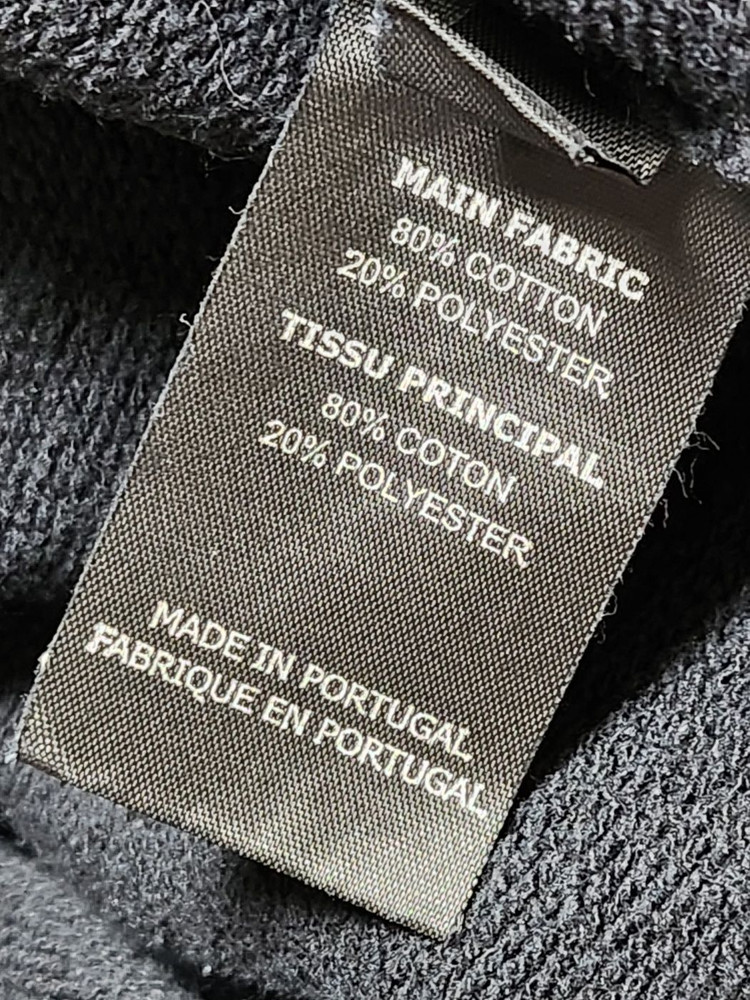 MAIN FABRIC
80% COTTON
20% POLYESTER
TISSU PRINCIPAL
80% COTON
20% POLYESTER
MADE IN PORTUGAL
FABRIQUE EN PORTUGAL